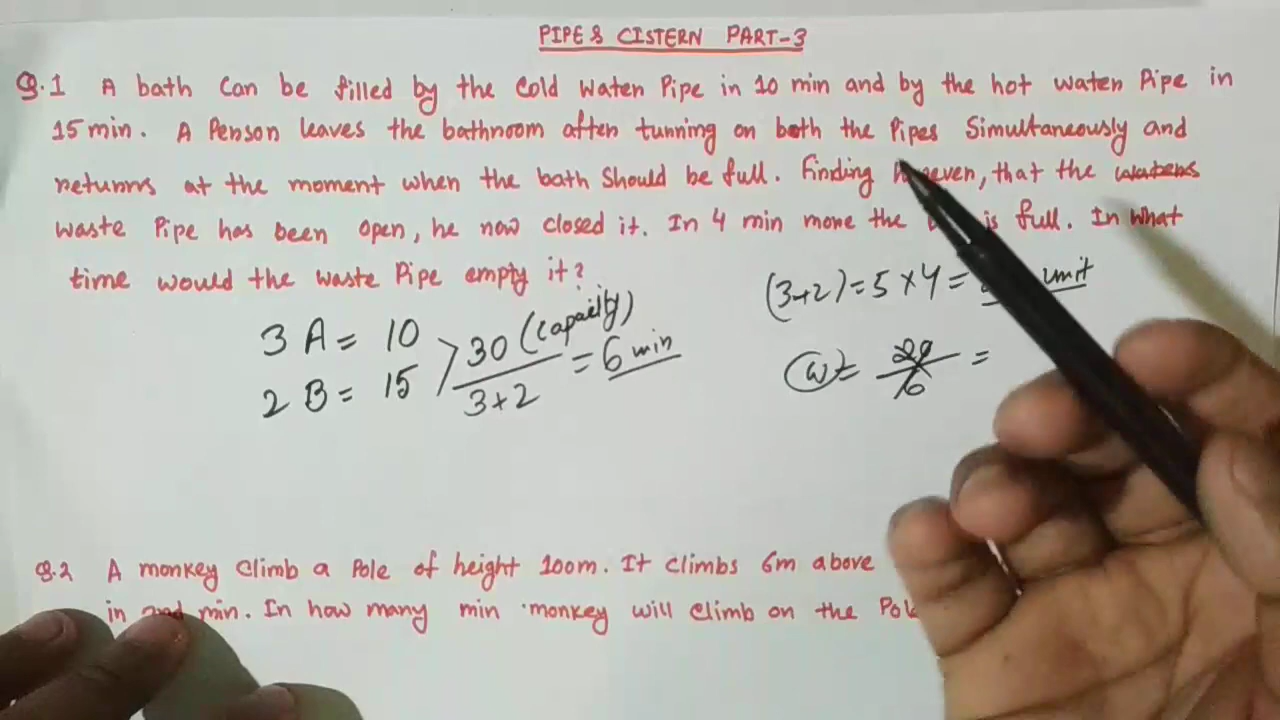 PIPE & CISTERN PART-3
Q.1 A bath Can be filled by the Cold Water Pipe in 10 min and by the hot water Pipe in
15 min. A Person leaves the bathroom after turning on both the Pipes Simultaneously and
returns at the moment when the bath Should be full. Finding however, that the waters
waste Pipe has been open, he now closed it. In 4 min more the is full. In What
time would the waste Pipe empty it?
3 A = 10
2 B = 15
30 (Capacity)
3+2
= 6 min
(3+2) = 5 × 4 = unit
W = 20/6 =
Q.2 A monkey Climb a Pole of height 100m. It Climbs 6m above
in and min. In how many min monkey will Climb on the